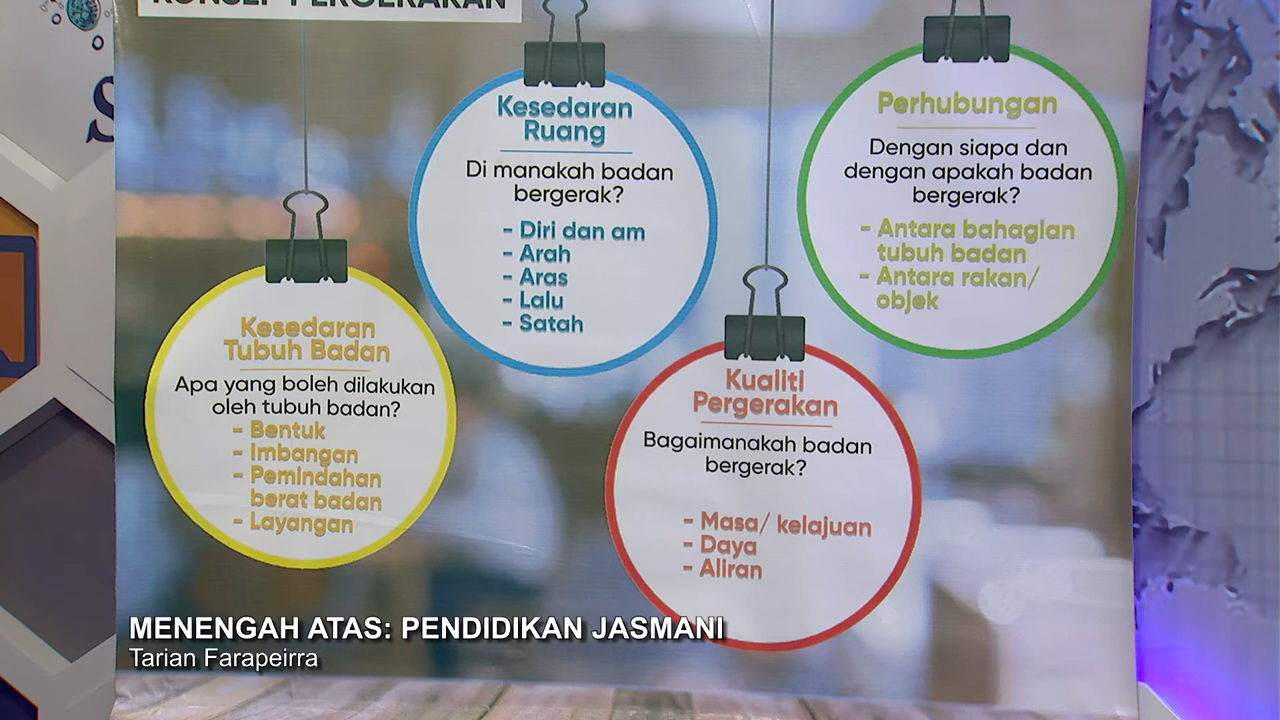 KONSEP PERGERAKAN
Kesedaran
Ruang
Di manakah badan
bergerak?
- Diri dan am
- Arah
- Aras
- Lalu
- Satah
Perhubungan
Dengan siapa dan
dengan apakah badan
bergerak?
- Antara bahagian
tubuh badan
- Antara rakan/
objek
Kesedaran
Tubuh Badan
Apa yang boleh dilakukan
oleh tubuh badan?
- Bentuk
- Imbangan
- Pemindahan
berat badan
- Layangan
Kualiti
Pergerakan
Bagaimanakah badan
bergerak?
- Masa/ kelajuan
- Daya
- Aliran
MENENGAH ATAS: PENDIDIKAN JASMANI
Tarian Farapeirra